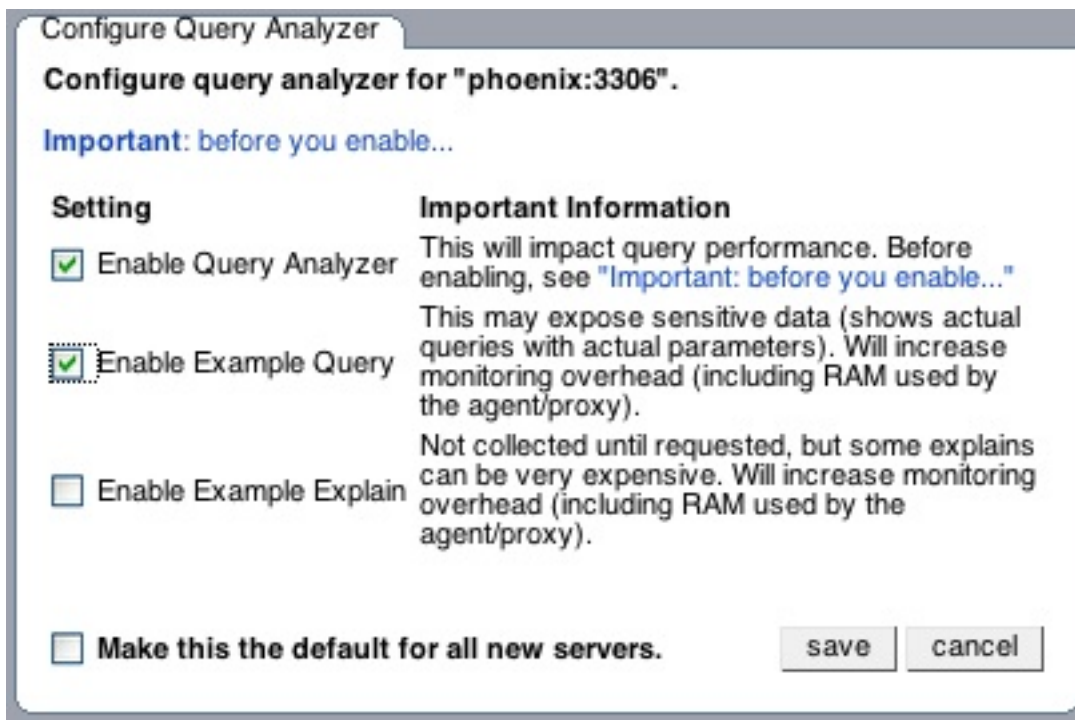 Configure Query Analyzer
Configure query analyzer for "phoenix:3306".
Important: before you enable...
Setting
Important Information
Enable Query Analyzer
This will impact query performance. Before
enabling, see "Important: before you enable..."
Enable Example Query
This may expose sensitive data (shows actual
queries with actual parameters). Will increase
monitoring overhead (including RAM used by
the agent/proxy).
Enable Example Explain
Not collected until requested, but some explains
can be very expensive. Will increase monitoring
overhead (including RAM used by the
agent/proxy).
Make this the default for all new servers.
save
cancel